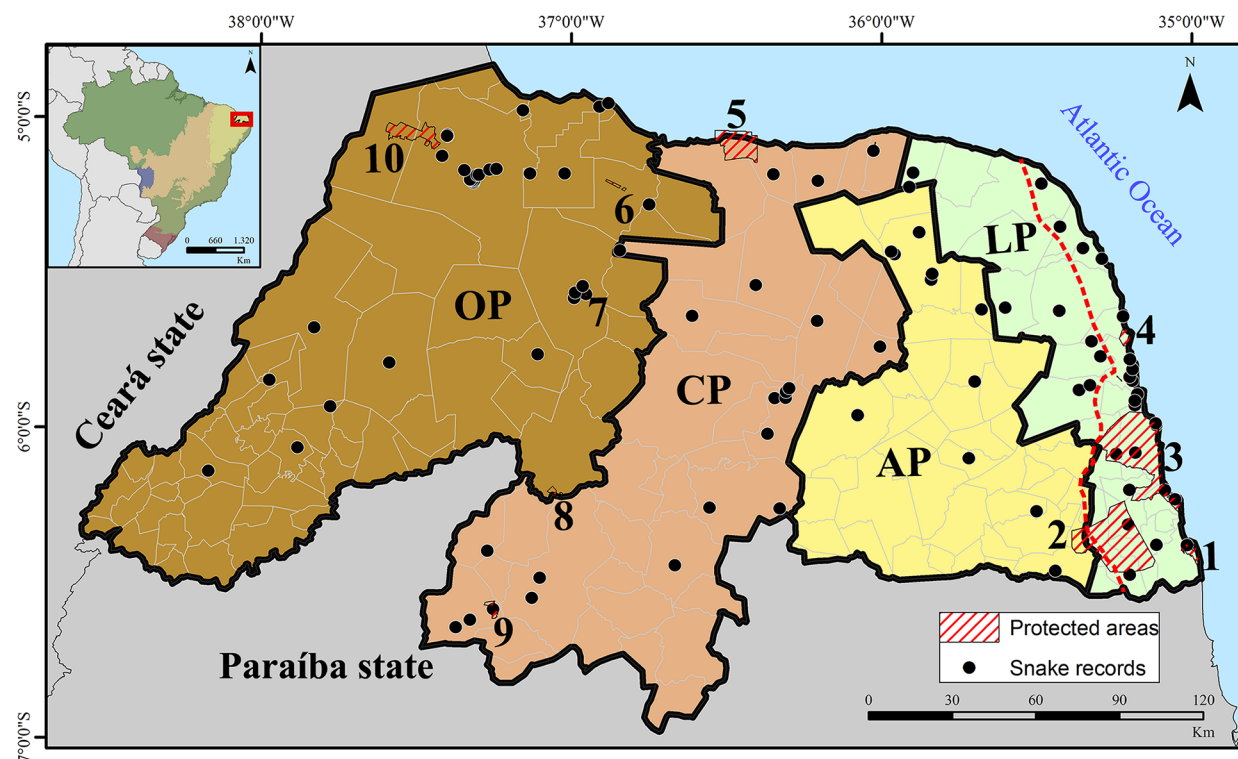 38°0'0"W
37°0'0"W
36°0'0"W
35°0'0"W
N
N
5°0'0"S
Atlantic Ocean
5
10
6
LP
0 660 1.320
Km
OP
7
4
Ceará state
CP
6°0'0"S
AP
3
8
2
1
9
Paraíba state
Protected areas
Snake records
0 30 60 90 120
Km
7°0'0"S